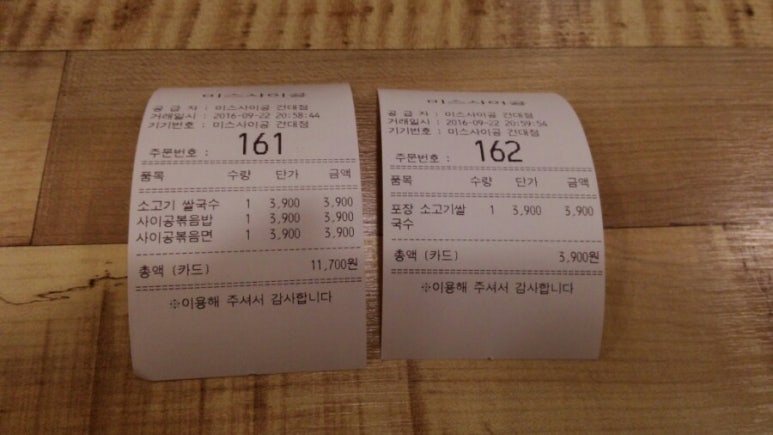 미스사이공
공 급 자 : 미스사이공 건대점
거래일시 : 2016-09-22 20:58:44
기기번호 : 미스사이공 건대점
주문번호 : 161
품목 수량 단가 금액
소고기 쌀국수 1 3,900 3,900
사이공볶음밥 1 3,900 3,900
사이공볶음면 1 3,900 3,900
총액 (카드) 11,700원
※이용해 주셔서 감사합니다
미스사이공
공 급 자 : 미스사이공 건대점
거래일시 : 2016-09-22 20:59:54
기기번호 : 미스사이공 건대점
주문번호 : 162
품목 수량 단가 금액
포장 소고기쌀 1 3,900 3,900
국수
총액 (카드) 3,900원
※이용해 주셔서 감사합니다